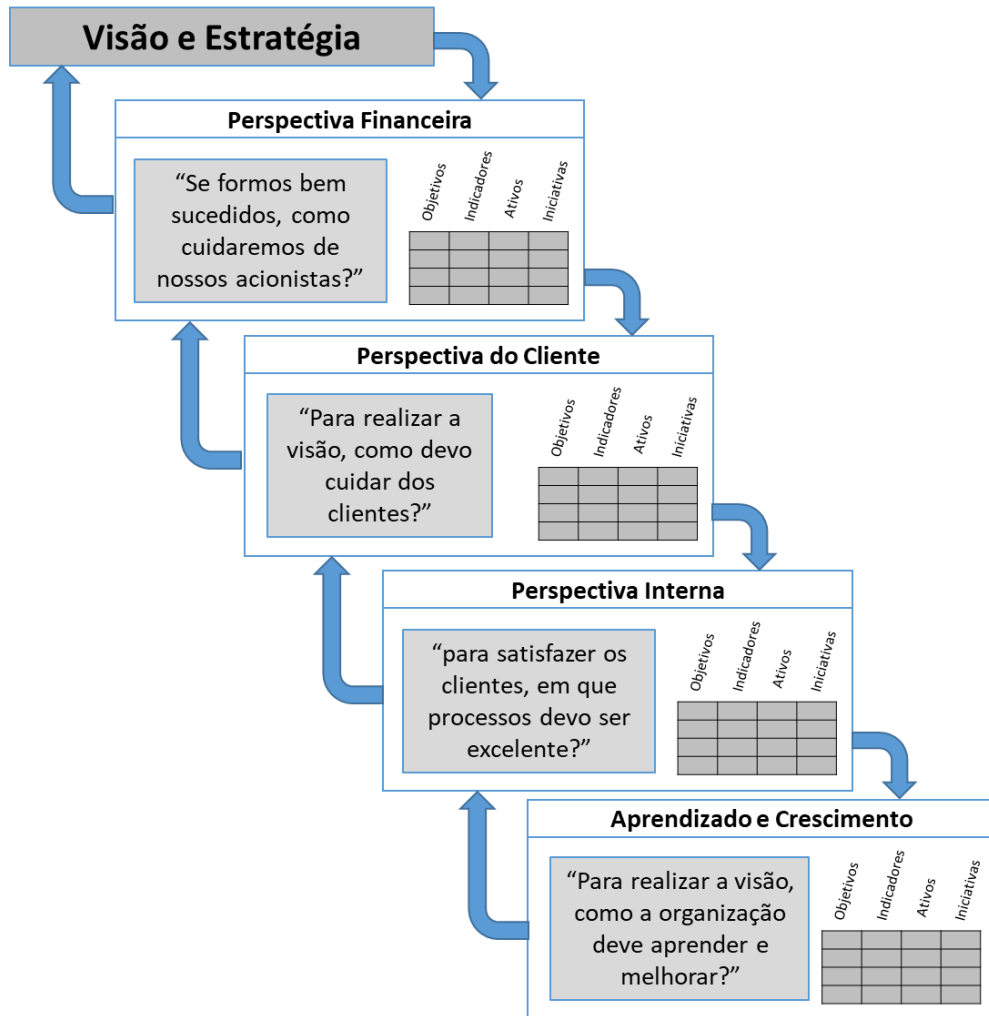 Visão e Estratégia
Perspectiva Financeira
“Se formos bem
sucedidos, como
cuidaremos de
nossos acionistas?”
Objetivos
Indicadores
Ativos
Iniciativas
Perspectiva do Cliente
“Para realizar a
visão, como devo
cuidar dos
clientes?”
Objetivos
Indicadores
Ativos
Iniciativas
Perspectiva Interna
“para satisfazer os
clientes, em que
processos devo ser
excelente?”
Objetivos
Indicadores
Ativos
Iniciativas
Aprendizado e Crescimento
“Para realizar a visão,
como a organização
deve aprender e
melhorar?”
Objetivos
Indicadores
Ativos
Iniciativas